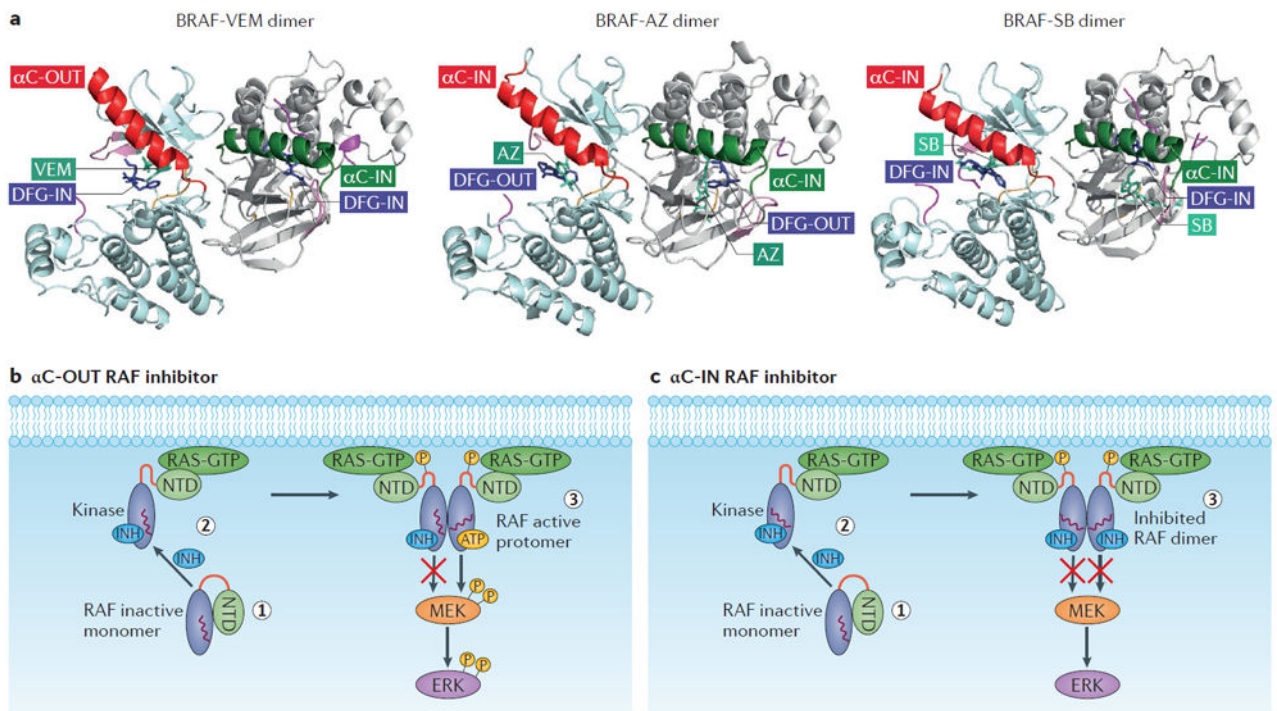 a
BRAF-VEM dimer
BRAF-AZ dimer
BRAF-SB dimer
αC-OUT
VEM
DFG-IN
αC-IN
DFG-IN
αC-IN
AZ
DFG-OUT
αC-IN
DFG-OUT
AZ
αC-IN
SB
DFG-IN
αC-IN
DFG-IN
SB
b αC-OUT RAF inhibitor
RAS-GTP
NTD
Kinase
INH
2
INH
RAF inactive
monomer
NTD
1
RAS-GTP
P
P
RAS-GTP
NTD
NTD
3
INH
ATP
RAF active
protomer
MEK
P
P
ERK
P
P
c αC-IN RAF inhibitor
RAS-GTP
NTD
Kinase
INH
2
INH
RAF inactive
monomer
NTD
1
RAS-GTP
P
P
RAS-GTP
NTD
NTD
3
INH
INH
Inhibited
RAF dimer
MEK
ERK